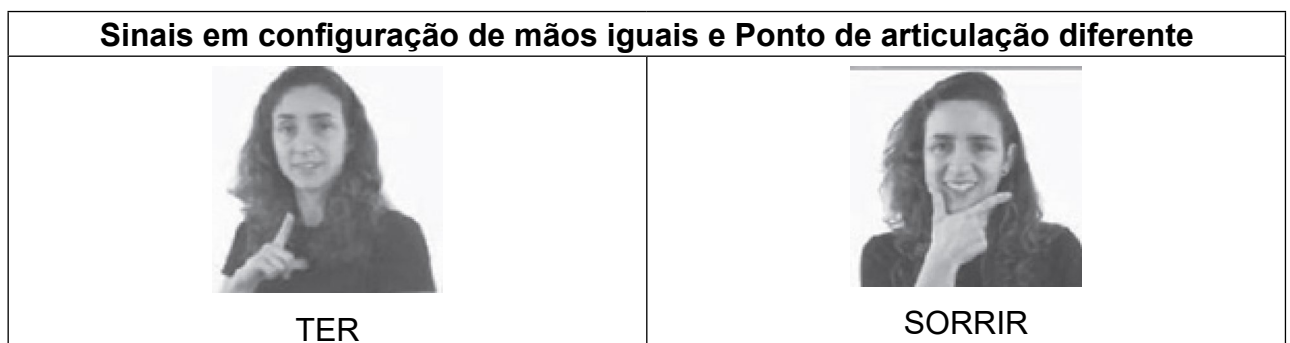 Sinais em configuração de mãos iguais e Ponto de articulação diferente
TER
SORRIR